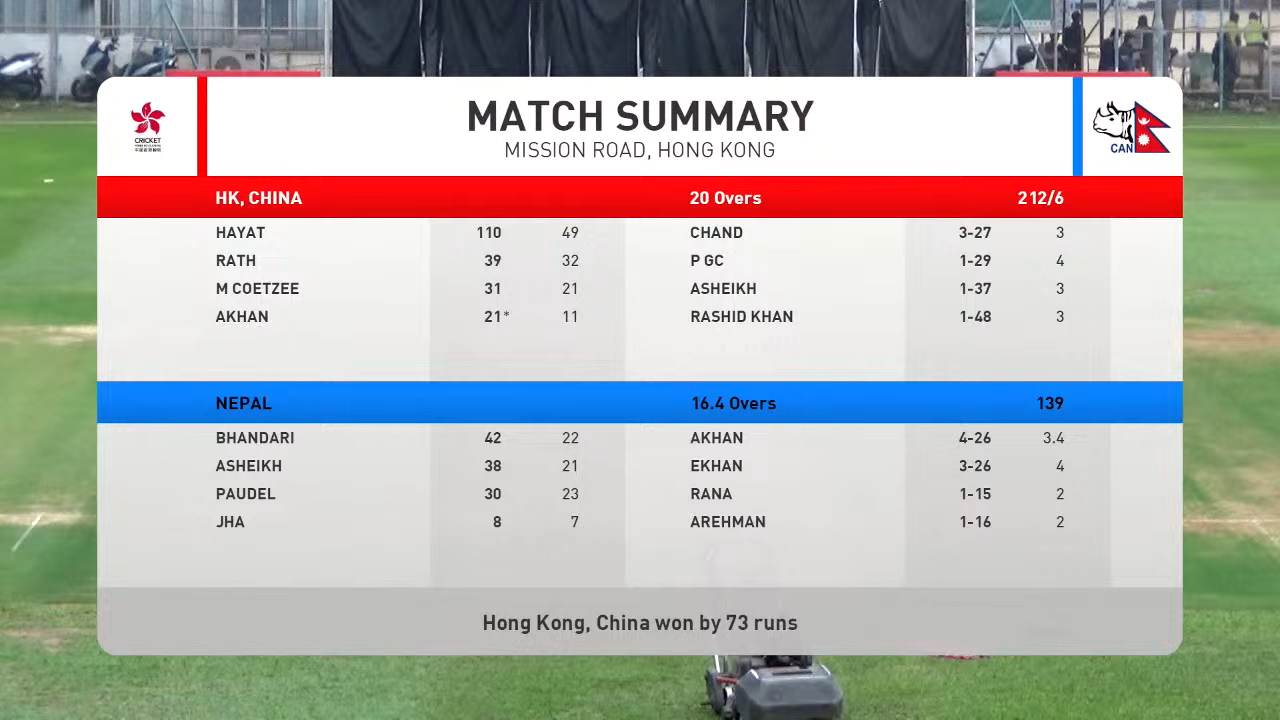 MATCH SUMMARY
MISSION ROAD, HONG KONG
CRICKET
CAN
HK, CHINA 20 Overs 212/6
HAYAT 110 49 CHAND 3-27 3
RATH 39 32 P GC 1-29 4
M COETZEE 31 21 ASHEIKH 1-37 3
AKHAN 21* 11 RASHID KHAN 1-48 3
NEPAL 16.4 Overs 139
BHANDARI 42 22 AKHAN 4-26 3.4
ASHEIKH 38 21 EKHAN 3-26 4
PAUDEL 30 23 RANA 1-15 2
JHA 8 7 AREHMAN 1-16 2
Hong Kong, China won by 73 runs